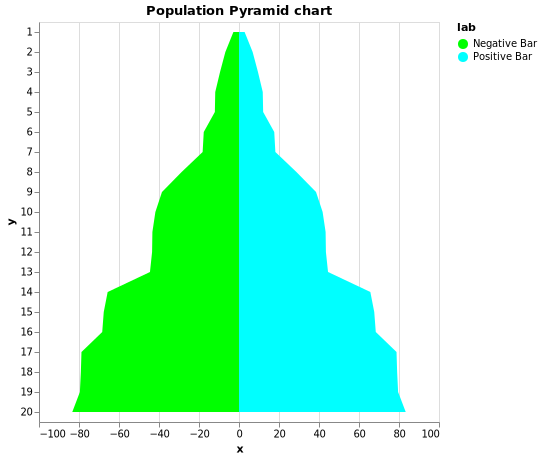 Population Pyramid chart
lab
Negative Bar
Positive Bar
y
1
2
3
4
5
6
7
8
9
10
11
12
13
14
15
16
17
18
19
20
−100 −80 −60 −40 −20 0 20 40 60 80 100
x